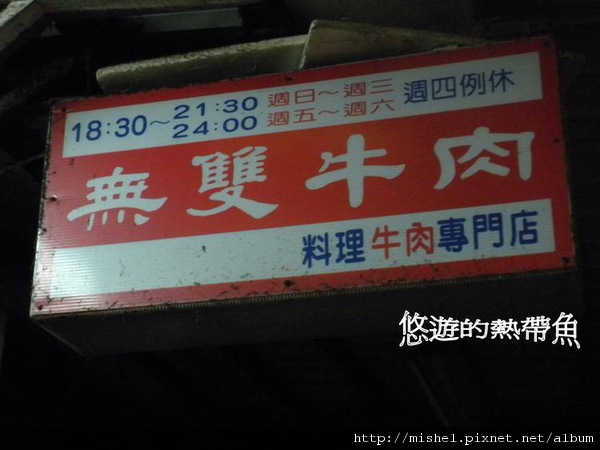 18:30～21:30 週日～週三 週四例休
24:00 週五～週六
無雙牛肉
料理牛肉專門店
悠遊的熱帶魚
http://mishel.pixnet.net/album